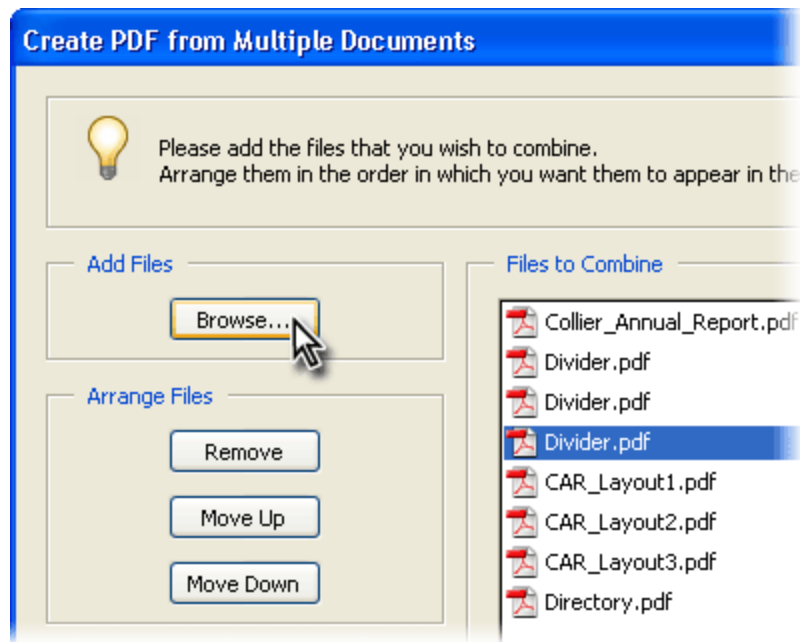 Create PDF from Multiple Documents
Please add the files that you wish to combine.
Arrange them in the order in which you want them to appear in the
Add Files
Browse...
Arrange Files
Remove
Move Up
Move Down
Files to Combine
Collier_Annual_Report.pdf
Divider.pdf
Divider.pdf
Divider.pdf
CAR_Layout1.pdf
CAR_Layout2.pdf
CAR_Layout3.pdf
Directory.pdf